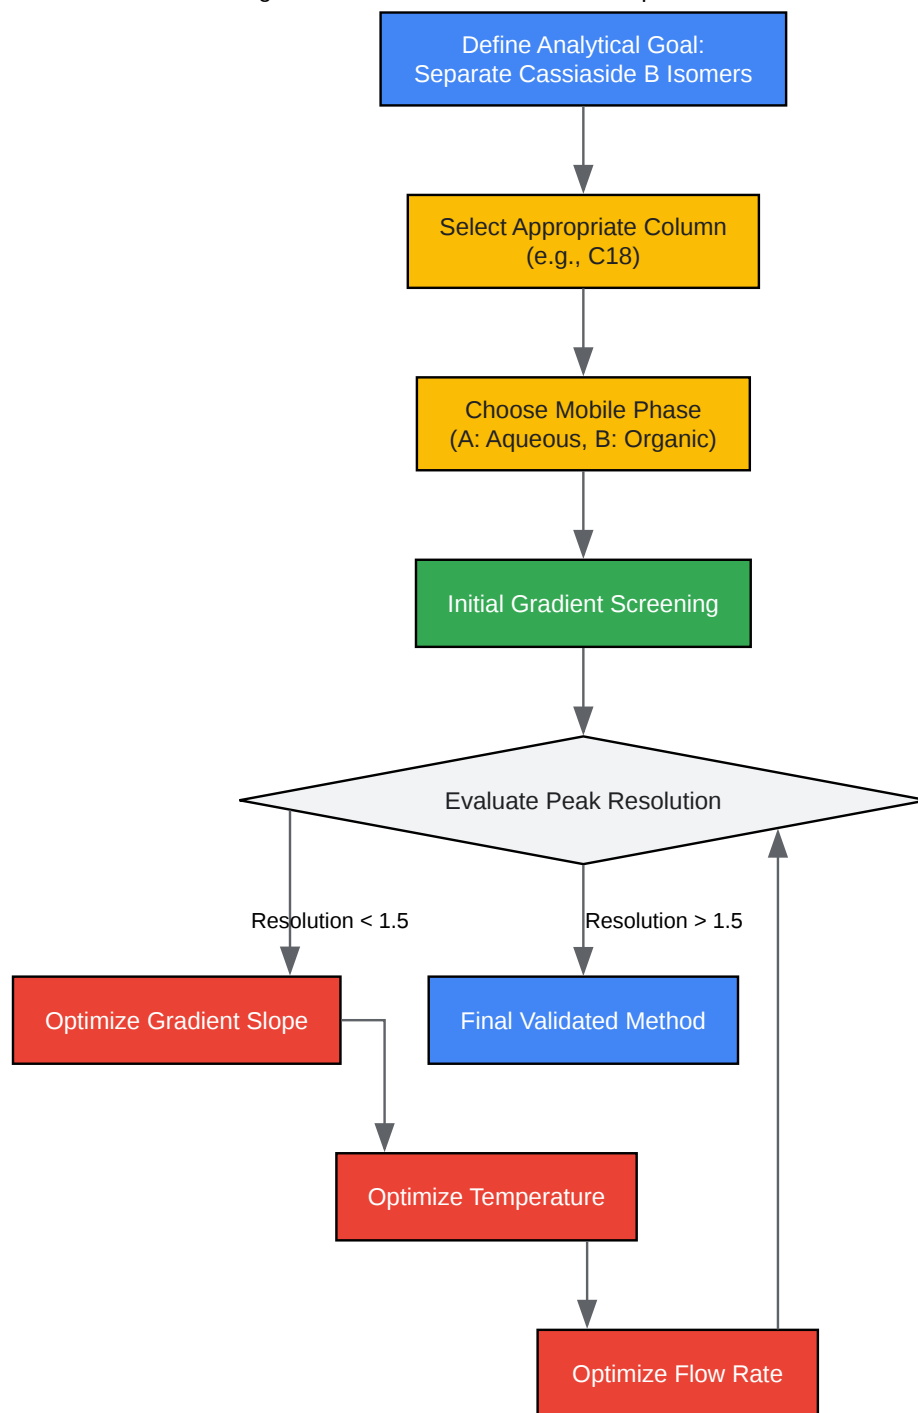 Define Analytical Goal:
Separate Cassiaside B Isomers
Select Appropriate Column
(e.g., C18)
Choose Mobile Phase
(A: Aqueous, B: Organic)
Initial Gradient Screening
Evaluate Peak Resolution
Resolution < 1.5
Resolution > 1.5
Optimize Gradient Slope
Final Validated Method
Optimize Temperature
Optimize Flow Rate